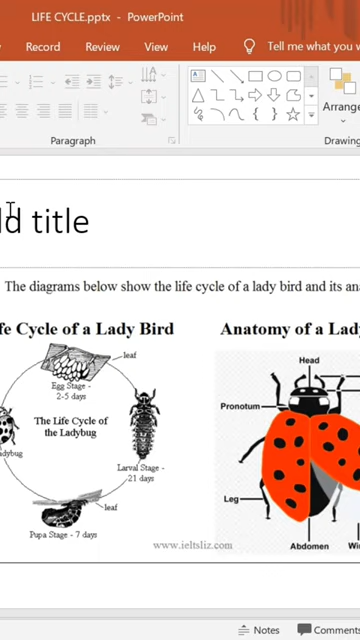 LIFE CYCLE.pptx - PowerPoint
Record Review View Help Tell me what you
Arrange
Paragraph
Drawing
title
The diagrams below show the life cycle of a lady bird and its
Cycle of a Lady Bird
Anatomy of a
leaf
Egg Stage -
2-5 days
The Life Cycle of
the Ladybug
Larval Stage -
21 days
leaf
Pupa Stage - 7 days
Head
Pronotum
Leg
Abdomen
www.ieltsliz.com
Notes
Comments